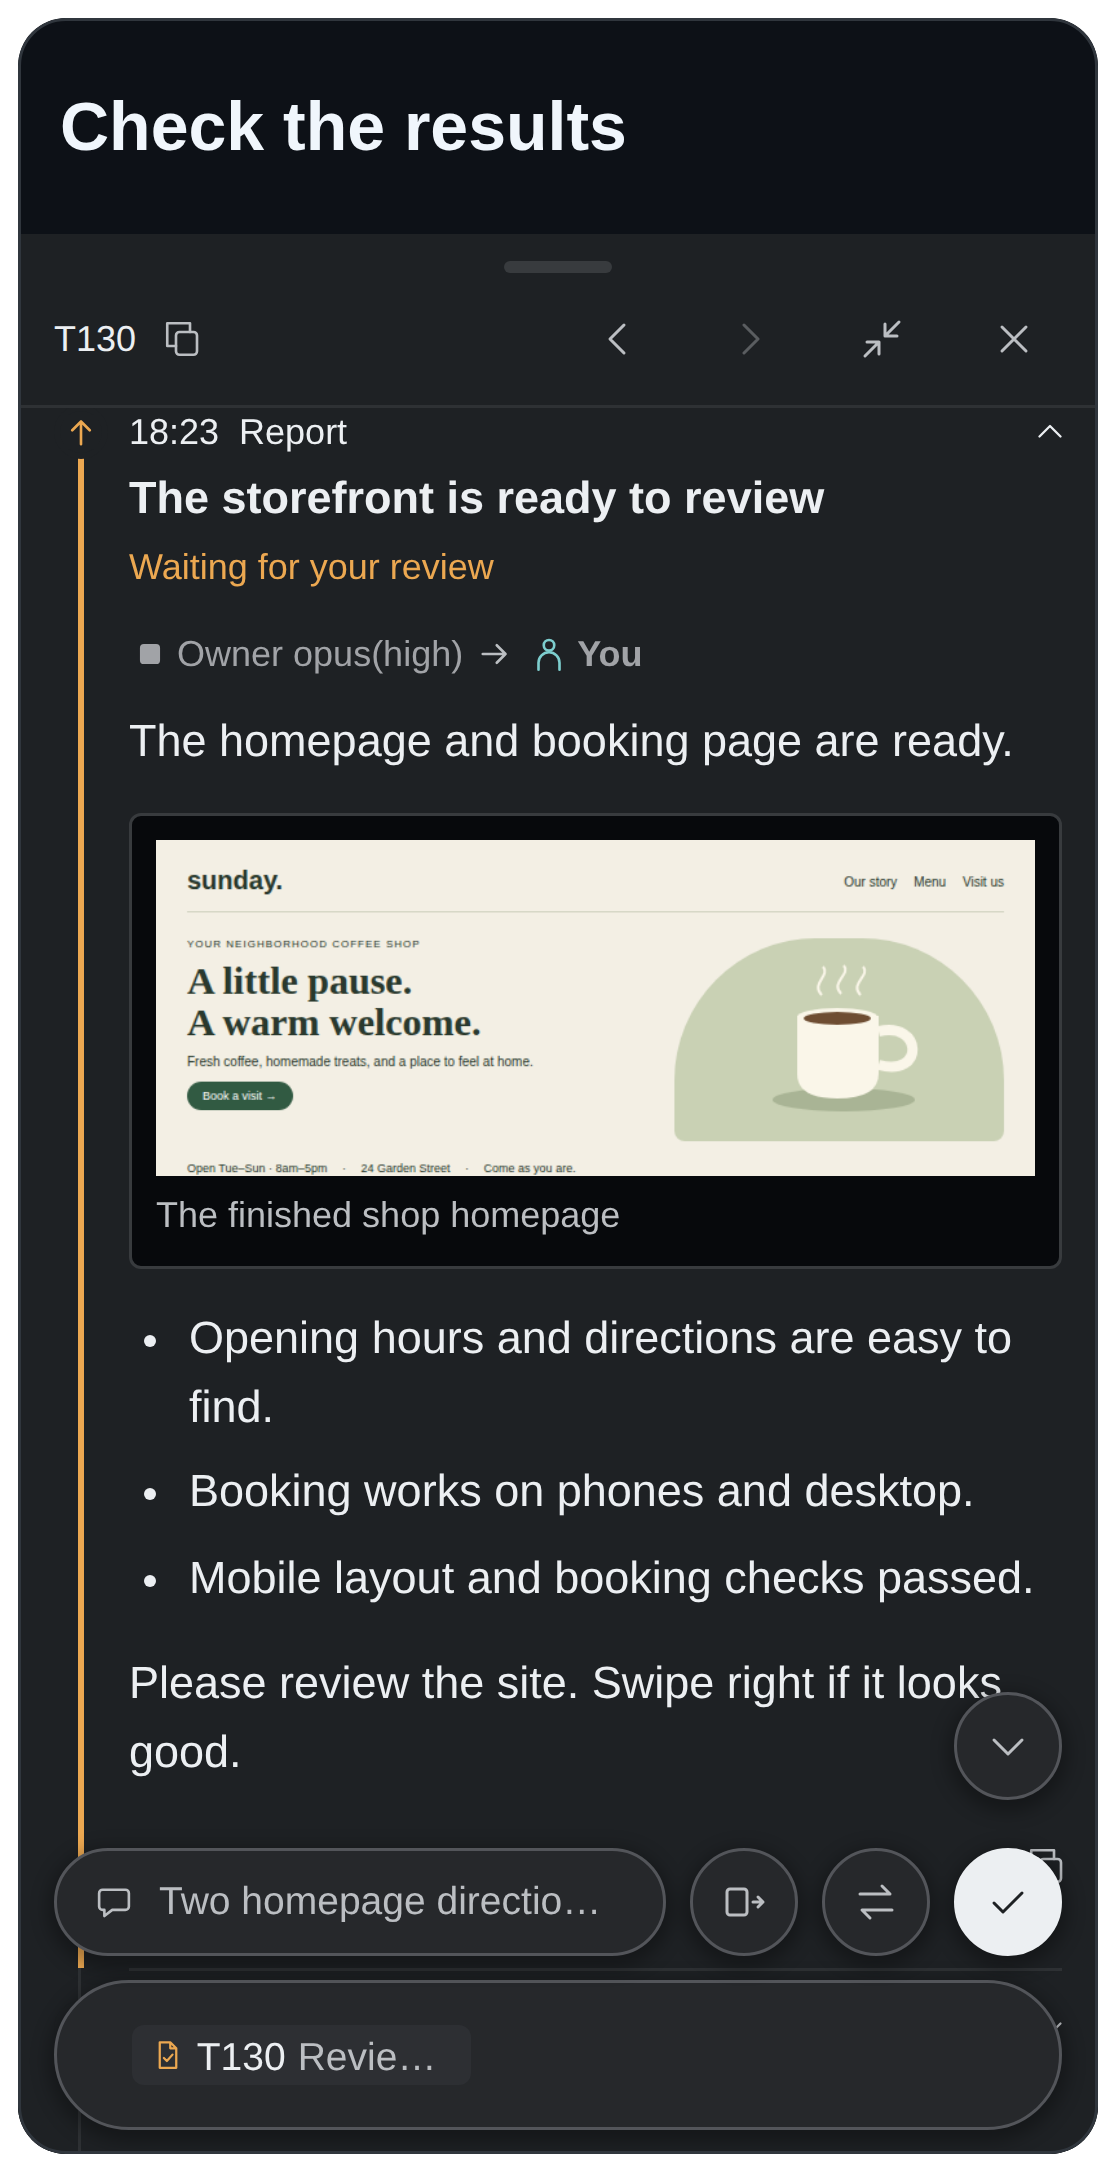 Check the results
T130
18:23 Report
The storefront is ready to review
Waiting for your review
Owner opus(high) → You
The homepage and booking page are ready.
sunday.
Our story Menu Visit us
YOUR NEIGHBORHOOD COFFEE SHOP
A little pause.
A warm welcome.
Fresh coffee, homemade treats, and a place to feel at home.
Book a visit →
Open Tue–Sun · 8am–5pm · 24 Garden Street · Come as you are.
The finished shop homepage
• Opening hours and directions are easy to
find.
• Booking works on phones and desktop.
• Mobile layout and booking checks passed.
Please review the site. Swipe right if it looks
good.
Two homepage directio…
T130 Revie…